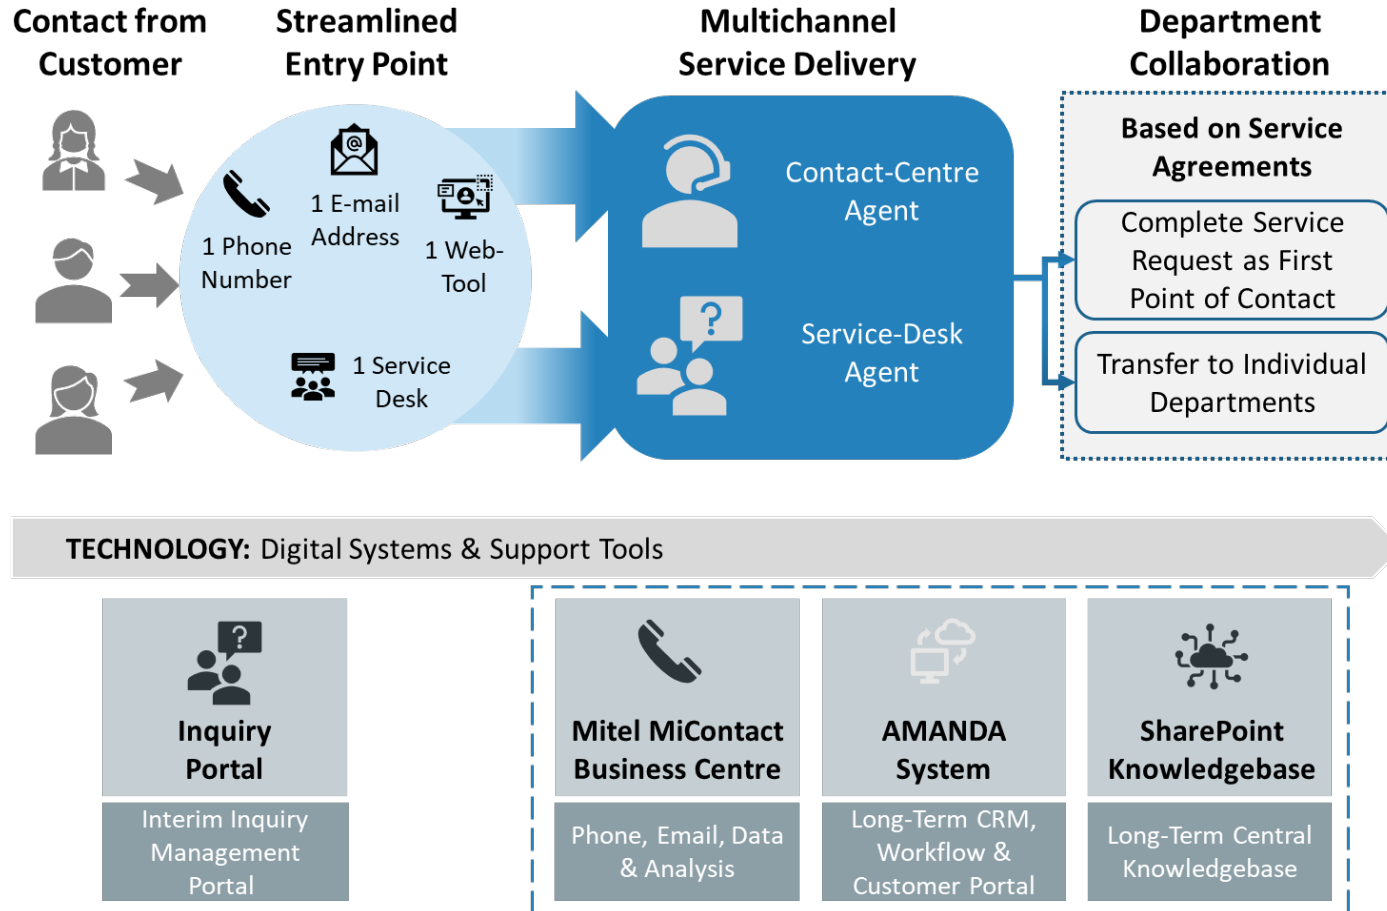 Contact from
Customer
Streamlined
Entry Point
Multichannel
Service Delivery
Department
Collaboration
1 Phone
Number
1 E-mail
Address
1 Web-
Tool
1 Service
Desk
Contact-Centre
Agent
Service-Desk
Agent
Based on Service
Agreements
Complete Service
Request as First
Point of Contact
Transfer to Individual
Departments
TECHNOLOGY: Digital Systems & Support Tools
Inquiry
Portal
Interim Inquiry
Management
Portal
Mitel MiContact
Business Centre
Phone, Email, Data
& Analysis
AMANDA
System
Long-Term CRM,
Workflow &
Customer Portal
SharePoint
Knowledgebase
Long-Term Central
Knowledgebase